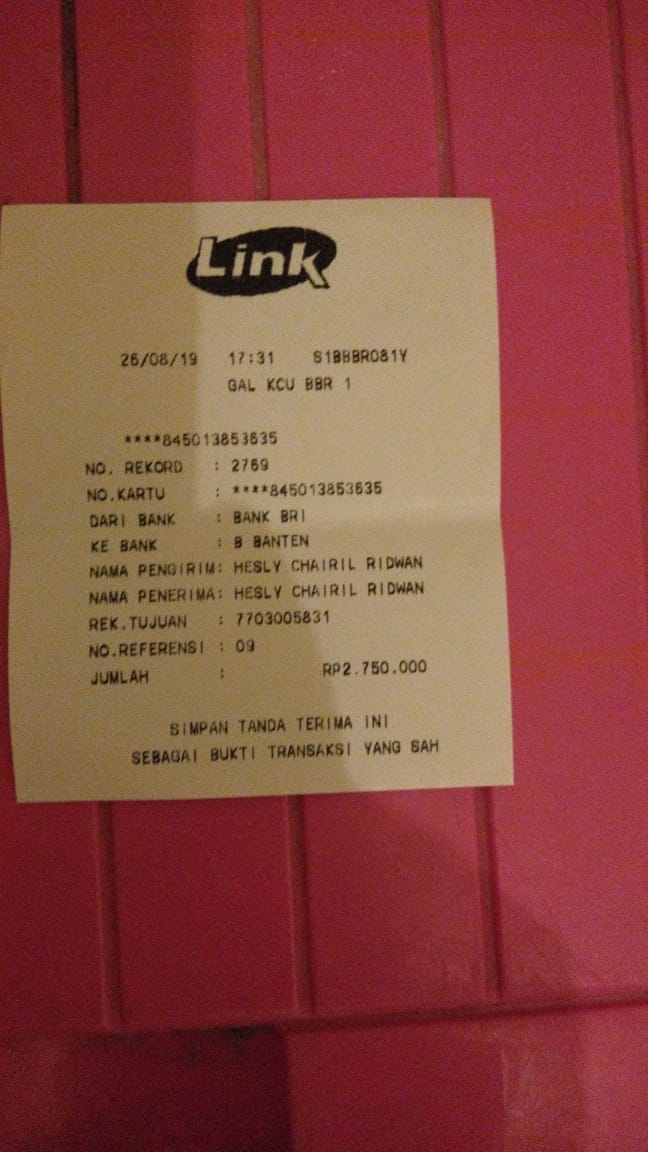 Link
26/08/19 17:31 S1BBBR081Y
GAL KCU BBR 1
****845013853635
NO. REKORD : 2769
NO.KARTU : ****845013853635
DARI BANK : BANK BRI
KE BANK : B BANTEN
NAMA PENGIRIM: HESLY CHAIRIL RIDWAN
NAMA PENERIMA: HESLY CHAIRIL RIDWAN
REK.TUJUAN : 7703005831
NO.REFERENSI : 09
JUMLAH : RP2.750.000
SIMPAN TANDA TERIMA INI
SEBAGAI BUKTI TRANSAKSI YANG SAH